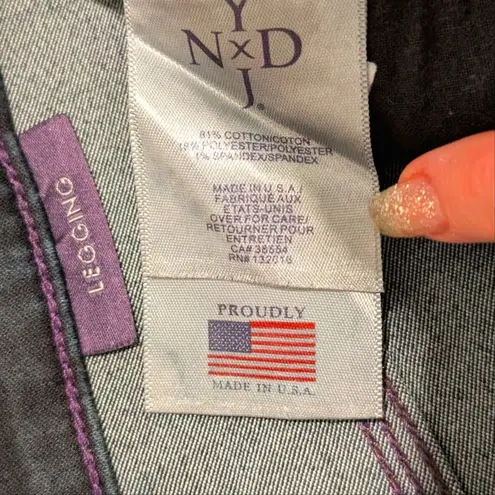 Y
N x D
J®
81% COTTON/COTON
18% POLYESTER/POLYESTER
1% SPANDEX/SPANDEX
MADE IN U.S.A./
FABRIQUÉ AUX
ETATS-UNIS
OVER FOR CARE/
RETOURNER POUR
ENTRETIEN
CA# 38554
RN# 132016
PROUDLY
MADE IN U.S.A.
LEGGING